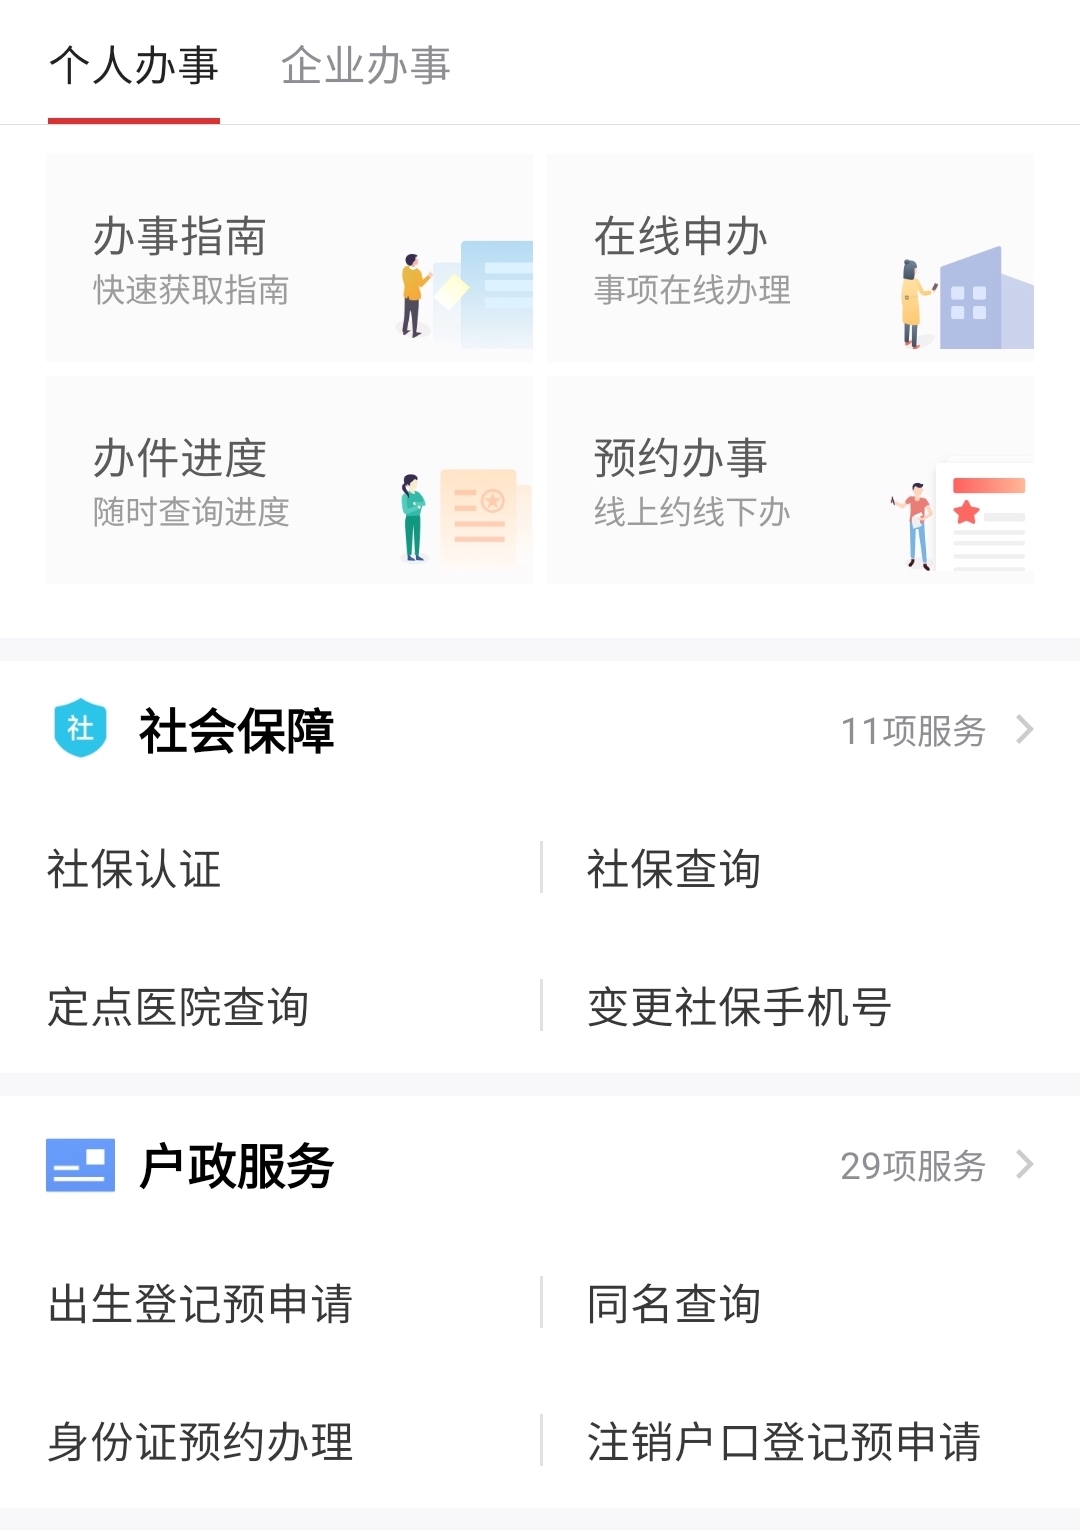 个人办事 企业办事
办事指南 在线申办
快速获取指南 事项在线办理
办件进度 预约办事
随时查询进度 线上约线下办
社 社会保障 11项服务
社保认证 社保查询
定点医院查询 变更社保手机号
户政服务 29项服务
出生登记预申请 同名查询
身份证预约办理 注销户口登记预申请